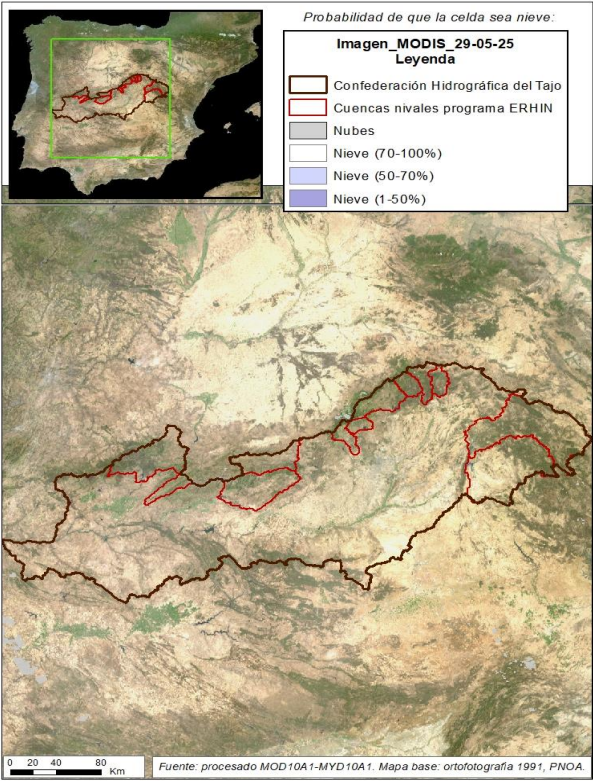 Probabilidad de que la celda sea nieve:
Imagen_MODIS_29-05-25
Leyenda
Confederación Hidrográfica del Tajo
Cuencas nivales programa ERHIN
Nubes
Nieve (70-100%)
Nieve (50-70%)
Nieve (1-50%)
0 20 40 80
Km
Fuente: procesado MOD10A1-MYD10A1. Mapa base: ortofotografía 1991, PNOA.